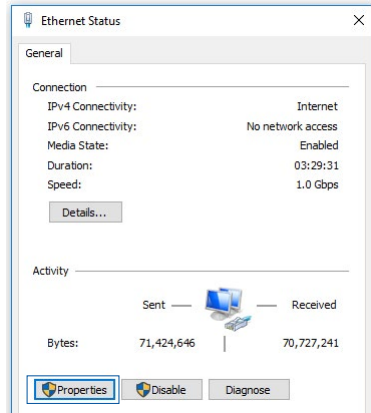 Ethernet Status
General
Connection
IPv4 Connectivity: Internet
IPv6 Connectivity: No network access
Media State: Enabled
Duration: 03:29:31
Speed: 1.0 Gbps
Details...
Activity
Sent Received
Bytes: 71,424,646 70,727,241
Properties Disable Diagnose